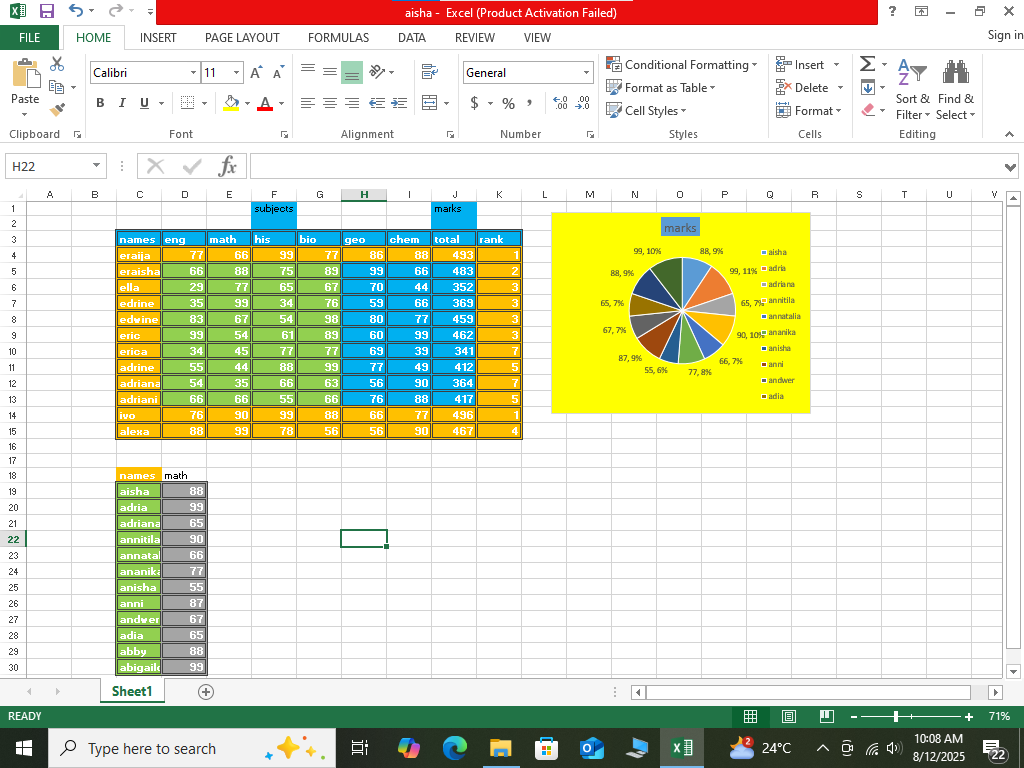 aisha - Excel (Product Activation Failed)
FILE HOME INSERT PAGE LAYOUT FORMULAS DATA REVIEW VIEW Sign in
Paste
Calibri 11
B I U
General
$ % ,
Conditional Formatting
Format as Table
Cell Styles
Insert
Delete
Format
Sort & Filter
Find & Select
Clipboard Font Alignment Number Styles Cells Editing
H22 fx
A B C D E F G H I J K L M N O P Q R S T U V
1 subjects marks
2
3 names eng math his bio geo chem total rank
4 eraija 77 66 99 77 86 88 493 1
5 eraisha 66 88 75 89 99 66 483 2
6 ella 29 77 65 67 70 44 352 3
7 edrine 35 99 34 76 59 66 369 3
8 edwine 83 67 54 98 80 77 459 3
9 eric 99 54 61 89 60 99 462 3
10 erica 34 45 77 77 69 39 341 7
11 adrine 55 44 88 99 77 49 412 5
12 adriana 54 35 66 63 56 90 364 7
13 adriani 66 66 55 66 76 88 417 5
14 ivo 76 90 99 88 66 77 496 1
15 alexa 88 99 78 56 56 90 467 4
16
17
18 names math
19 aisha 88
20 adria 99
21 adriana 65
22 annitila 90
23 annata 66
24 ananika 77
25 anisha 55
26 anni 87
27 andwer 67
28 adia 65
29 abby 88
30 abigail 99
marks
88, 9%
99, 11%
65, 7%
90, 10%
66, 7%
77, 8%
55, 6%
87, 9%
67, 7%
65, 7%
88, 9%
99, 10%
aisha
adria
adriana
annitila
annatalia
ananika
anisha
anni
andwer
adia
Sheet1
READY 71%
Type here to search
2
24°C
10:08 AM
8/12/2025
22